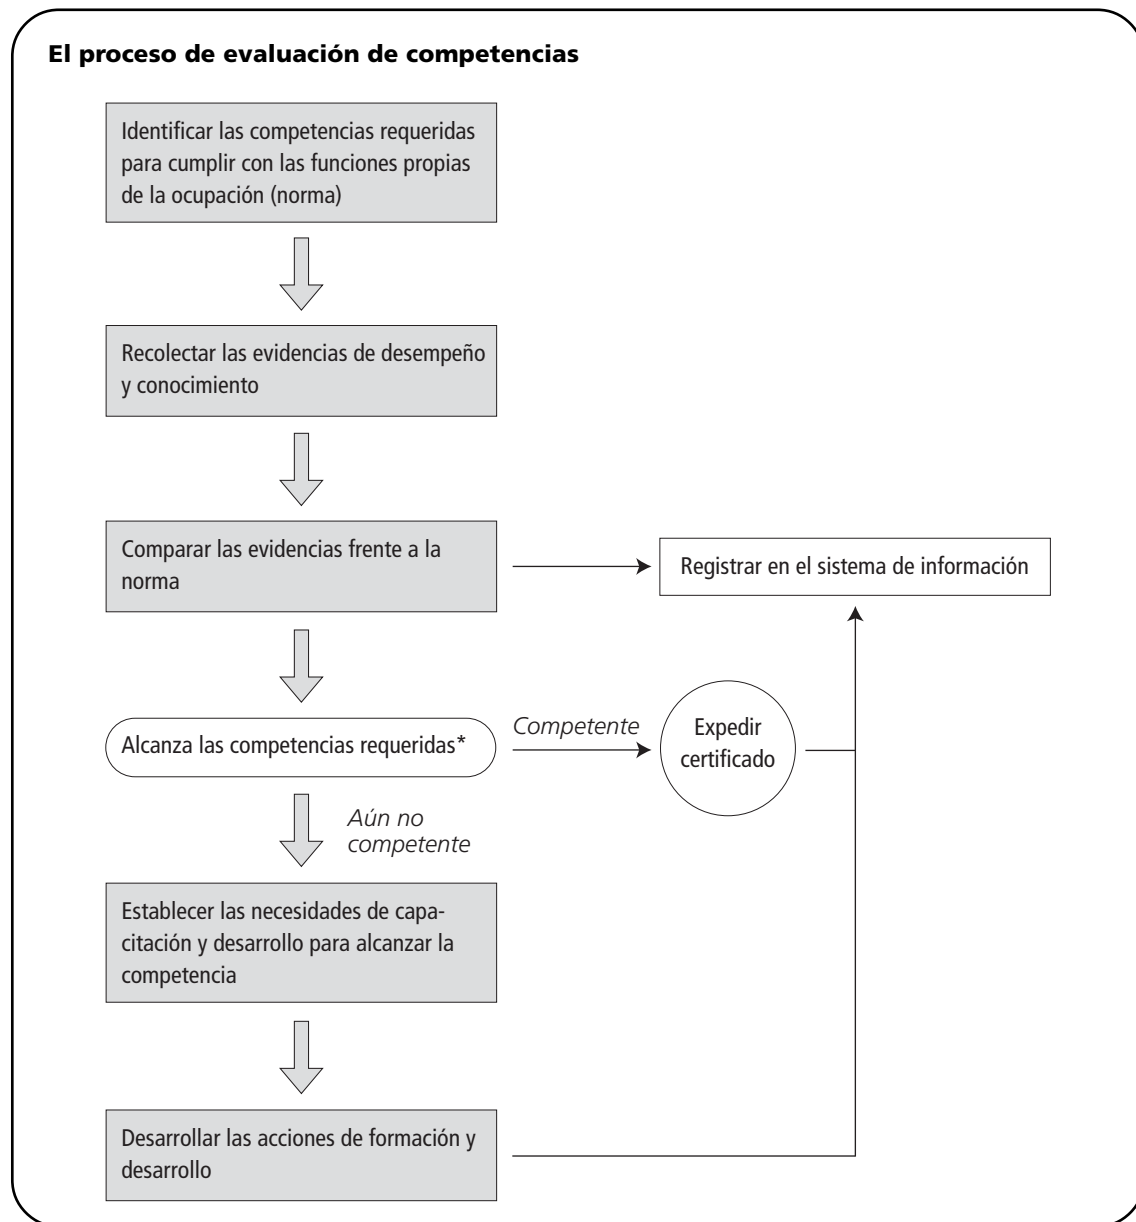 El proceso de evaluación de competencias
Identificar las competencias requeridas
para cumplir con las funciones propias
de la ocupación (norma)
Recolectar las evidencias de desempeño
y conocimiento
Comparar las evidencias frente a la
norma
Registrar en el sistema de información
Alcanza las competencias requeridas*
Competente
Expedir
certificado
Aún no
competente
Establecer las necesidades de capa-
citación y desarrollo para alcanzar la
competencia
Desarrollar las acciones de formación y
desarrollo